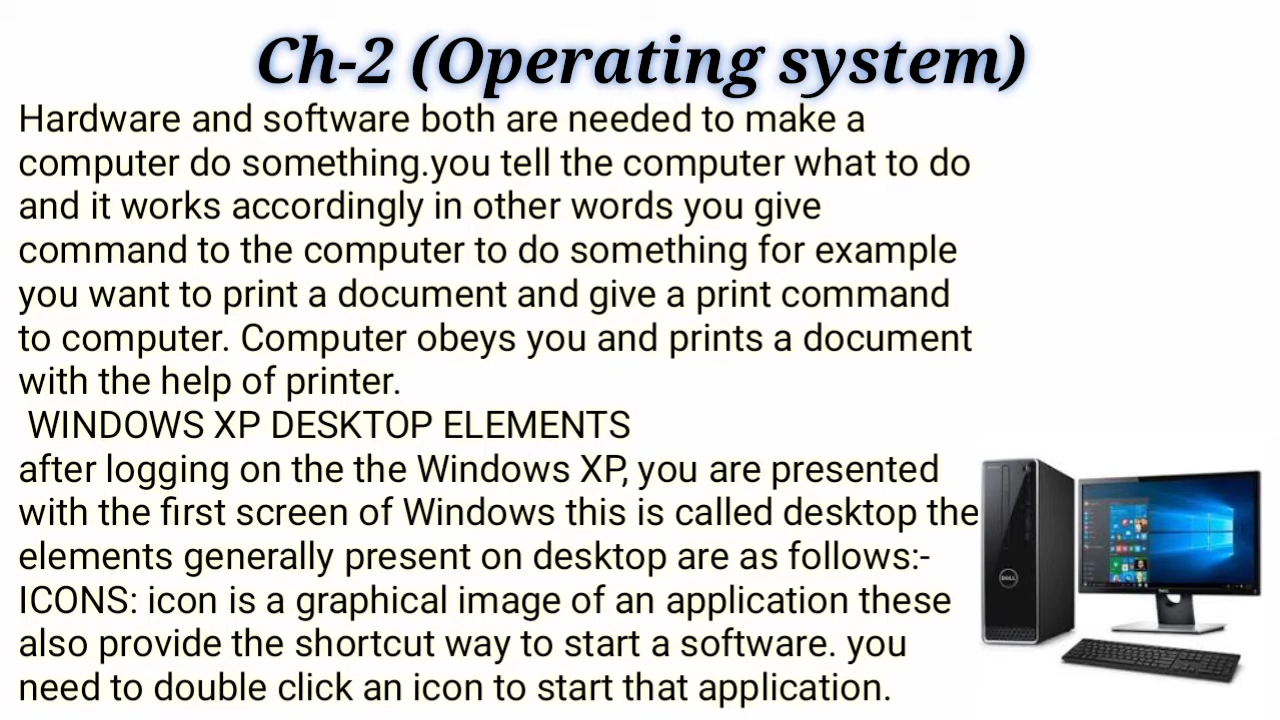 Ch-2 (Operating system)
Hardware and software both are needed to make a
computer do something.you tell the computer what to do
and it works accordingly in other words you give
command to the computer to do something for example
you want to print a document and give a print command
to computer. Computer obeys you and prints a document
with the help of printer.
WINDOWS XP DESKTOP ELEMENTS
after logging on the the Windows XP, you are presented
with the first screen of Windows this is called desktop the
elements generally present on desktop are as follows:-
ICONS: icon is a graphical image of an application these
also provide the shortcut way to start a software. you
need to double click an icon to start that application.
DELL